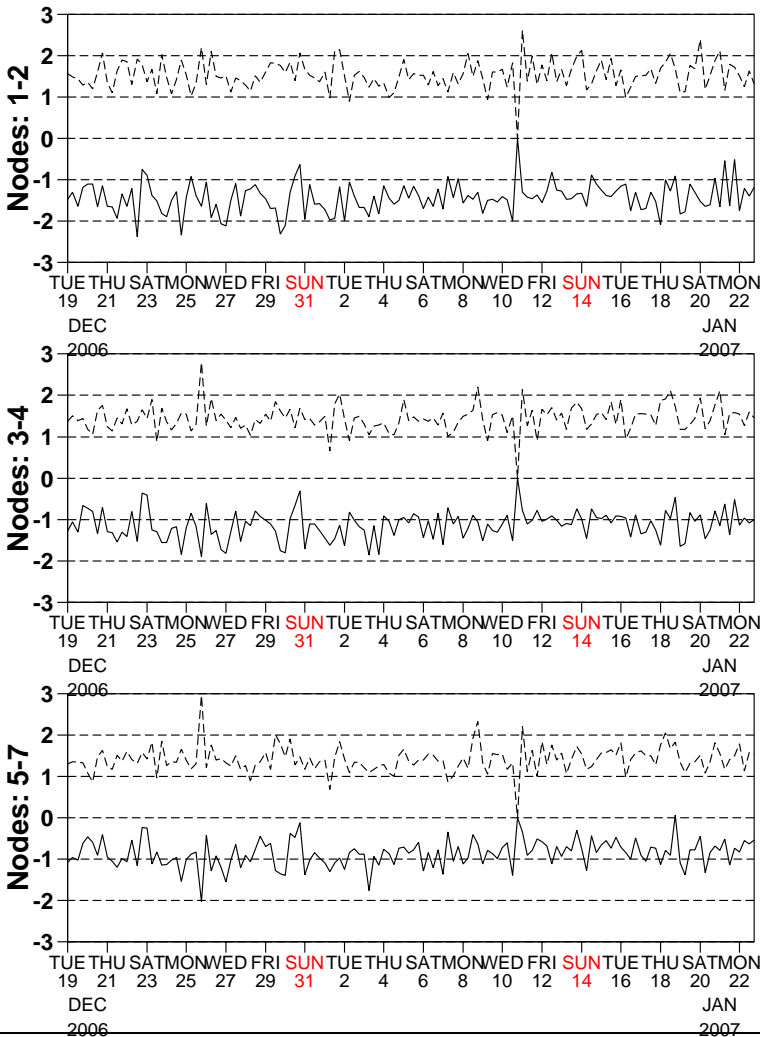 3
2
1
0
-1
-2
-3
Nodes: 1-2
TUE THU SAT MON WED FRI SUN TUE THU SAT MON WED FRI SUN TUE THU SAT MON
19 21 23 25 27 29 31 2 4 6 8 10 12 14 16 18 20 22
DEC JAN
2006 2007
3
2
1
0
-1
-2
-3
Nodes: 3-4
TUE THU SAT MON WED FRI SUN TUE THU SAT MON WED FRI SUN TUE THU SAT MON
19 21 23 25 27 29 31 2 4 6 8 10 12 14 16 18 20 22
DEC JAN
2006 2007
3
2
1
0
-1
-2
-3
Nodes: 5-7
TUE THU SAT MON WED FRI SUN TUE THU SAT MON WED FRI SUN TUE THU SAT MON
19 21 23 25 27 29 31 2 4 6 8 10 12 14 16 18 20 22
DEC JAN
2006 2007